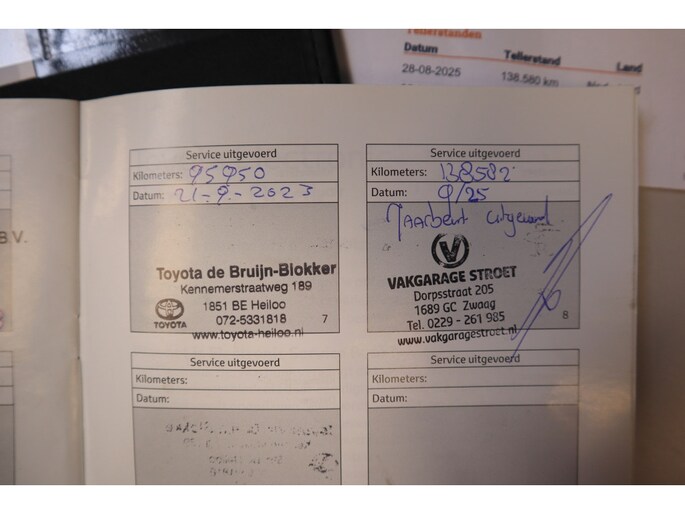 Tellerstanden
Datum Tellerstand Land
28-08-2025 138.580 km
B.V.
Service uitgevoerd
Kilometers: 95950
Datum: 21-9-2023
Toyota de Bruijn-Blokker
Kennemerstraatweg 189
1851 BE Heiloo
TOYOTA
072-5331818
7
www.toyota-heiloo.nl
Service uitgevoerd
Kilometers: 138582
Datum: 9/25
Jaarbeurt uitgevoerd
VAKGARAGE STROET
Dorpsstraat 205
1689 GC Zwaag
Tel. 0229 - 261 985
8
www.vakgaragestroet.nl
Service uitgevoerd
Kilometers:
Datum:
Service uitgevoerd
Kilometers:
Datum: